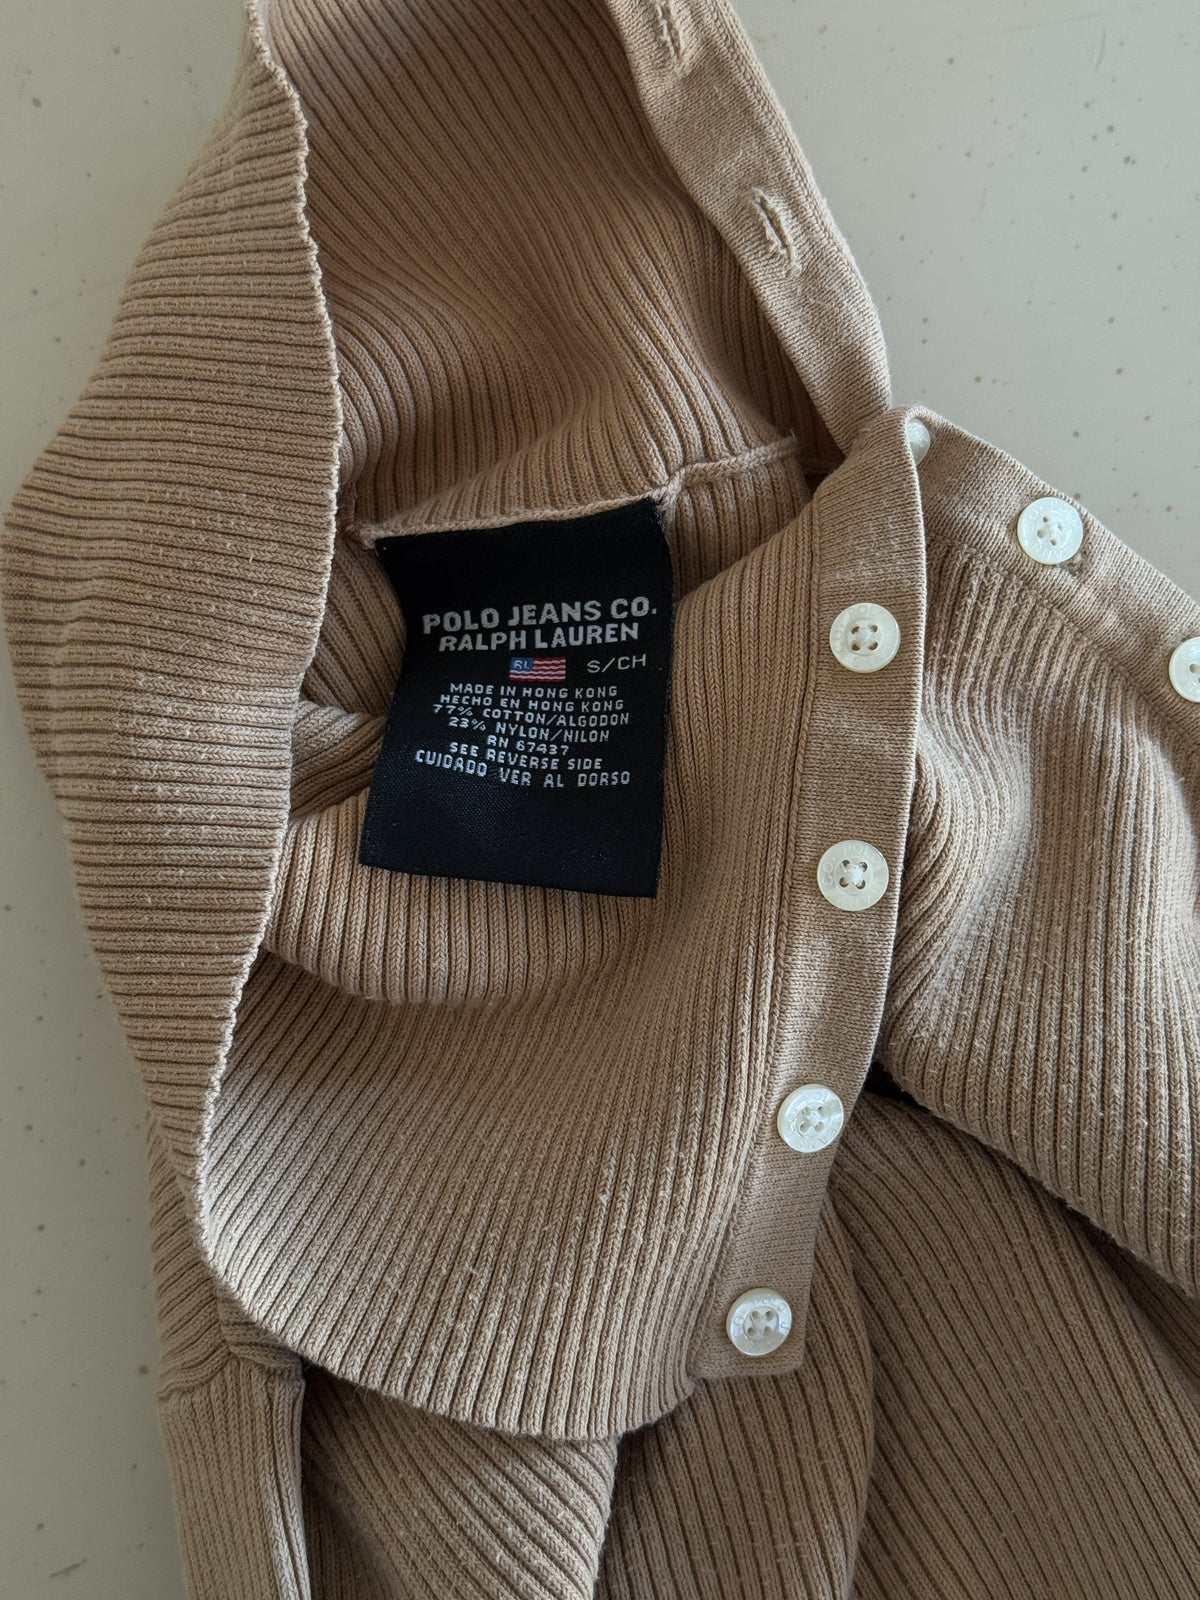 POLO JEANS CO.
RALPH LAUREN
RL S/CH
MADE IN HONG KONG
HECHO EN HONG KONG
77% COTTON/ALGODON
23% NYLON/NILON
RN 67437
SEE REVERSE SIDE
CUIDADO VER AL DORSO